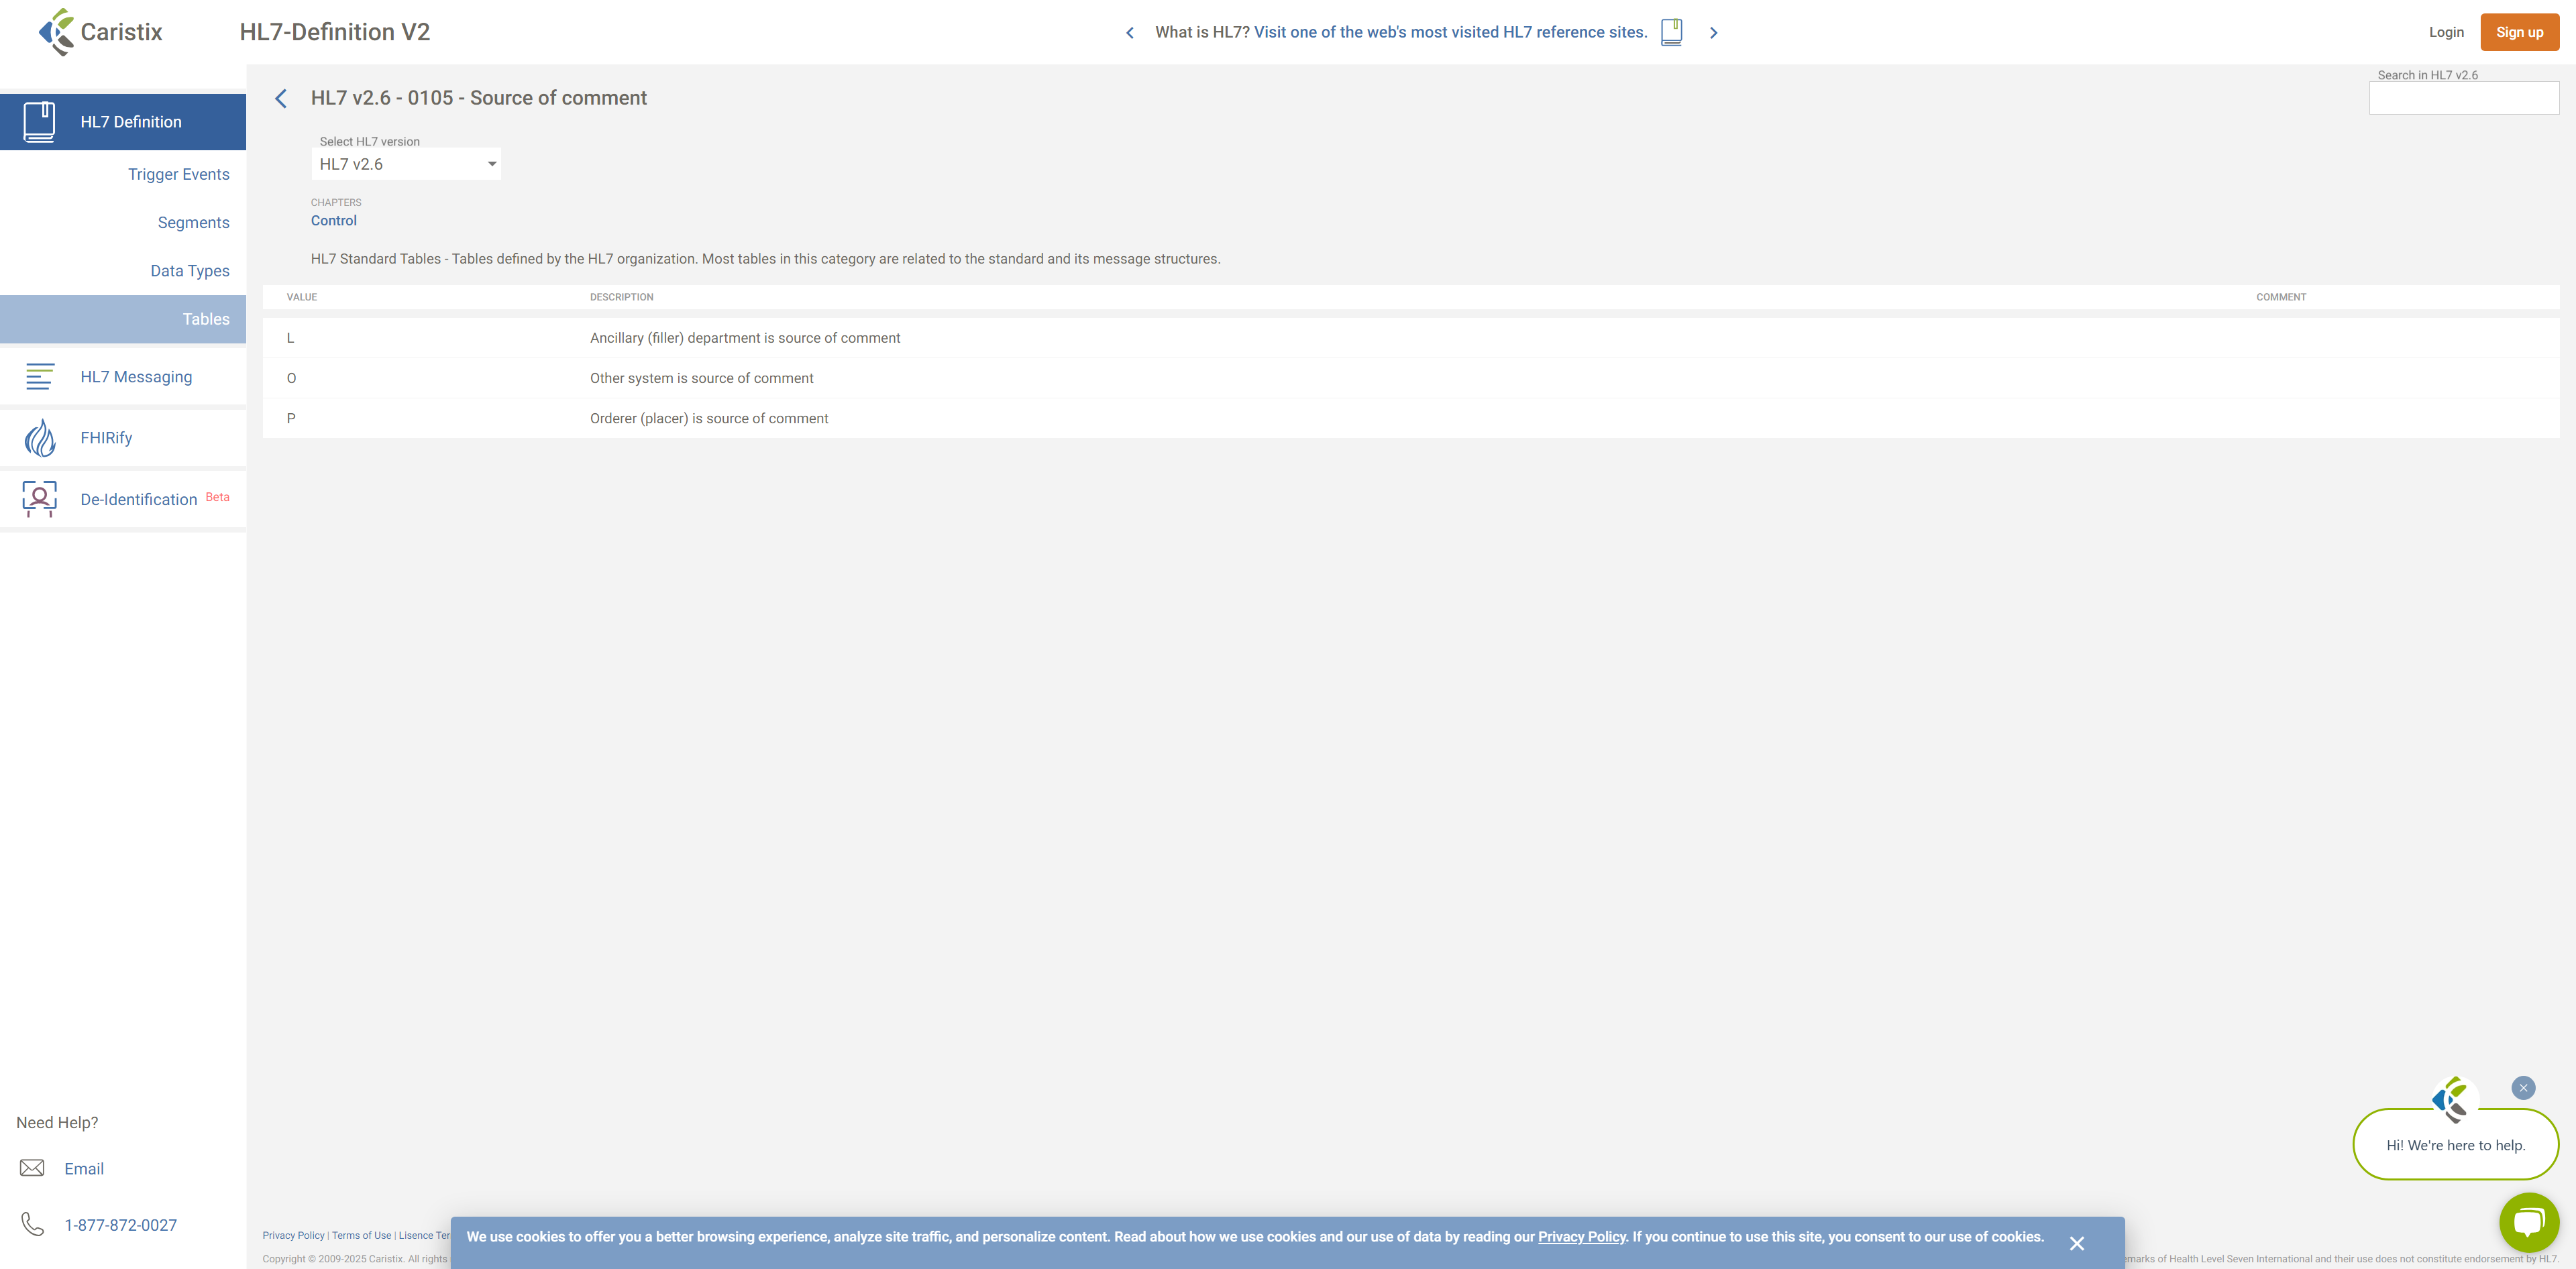 Caristix
HL7-Definition V2
What is HL7? Visit one of the web's most visited HL7 reference sites.
Login
Sign up
HL7 Definition
Trigger Events
Segments
Data Types
Tables
HL7 Messaging
FHIRify
De-Identification Beta
Need Help?
Email
1-877-872-0027
HL7 v2.6 - 0105 - Source of comment
Search in HL7 v2.6
Select HL7 version
HL7 v2.6
CHAPTERS
Control
HL7 Standard Tables - Tables defined by the HL7 organization. Most tables in this category are related to the standard and its message structures.
VALUE DESCRIPTION COMMENT
L Ancillary (filler) department is source of comment
O Other system is source of comment
P Orderer (placer) is source of comment
Hi! We're here to help.
Privacy Policy | Terms of Use | Lisence Ter
We use cookies to offer you a better browsing experience, analyze site traffic, and personalize content. Read about how we use cookies and our use of data by reading our Privacy Policy. If you continue to use this site, you consent to our use of cookies.
Copyright © 2009-2025 Caristix. All rights
emarks of Health Level Seven International and their use does not constitute endorsement by HL7.